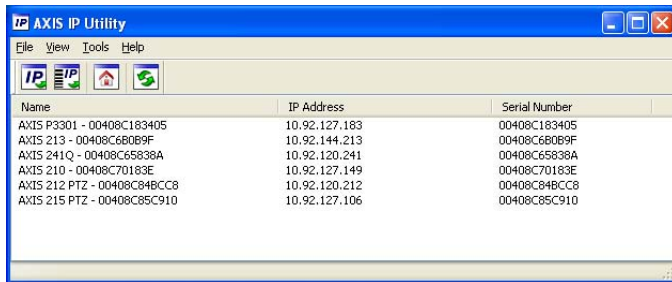 IP AXIS IP Utility
File View Tools Help
IP IP
Name IP Address Serial Number
AXIS P3301 - 00408C183405 10.92.127.183 00408C183405
AXIS 213 - 00408C6B0B9F 10.92.144.213 00408C6B0B9F
AXIS 241Q - 00408C65838A 10.92.120.241 00408C65838A
AXIS 210 - 00408C70183E 10.92.127.149 00408C70183E
AXIS 212 PTZ - 00408C84BCC8 10.92.120.212 00408C84BCC8
AXIS 215 PTZ - 00408C85C910 10.92.127.106 00408C85C910